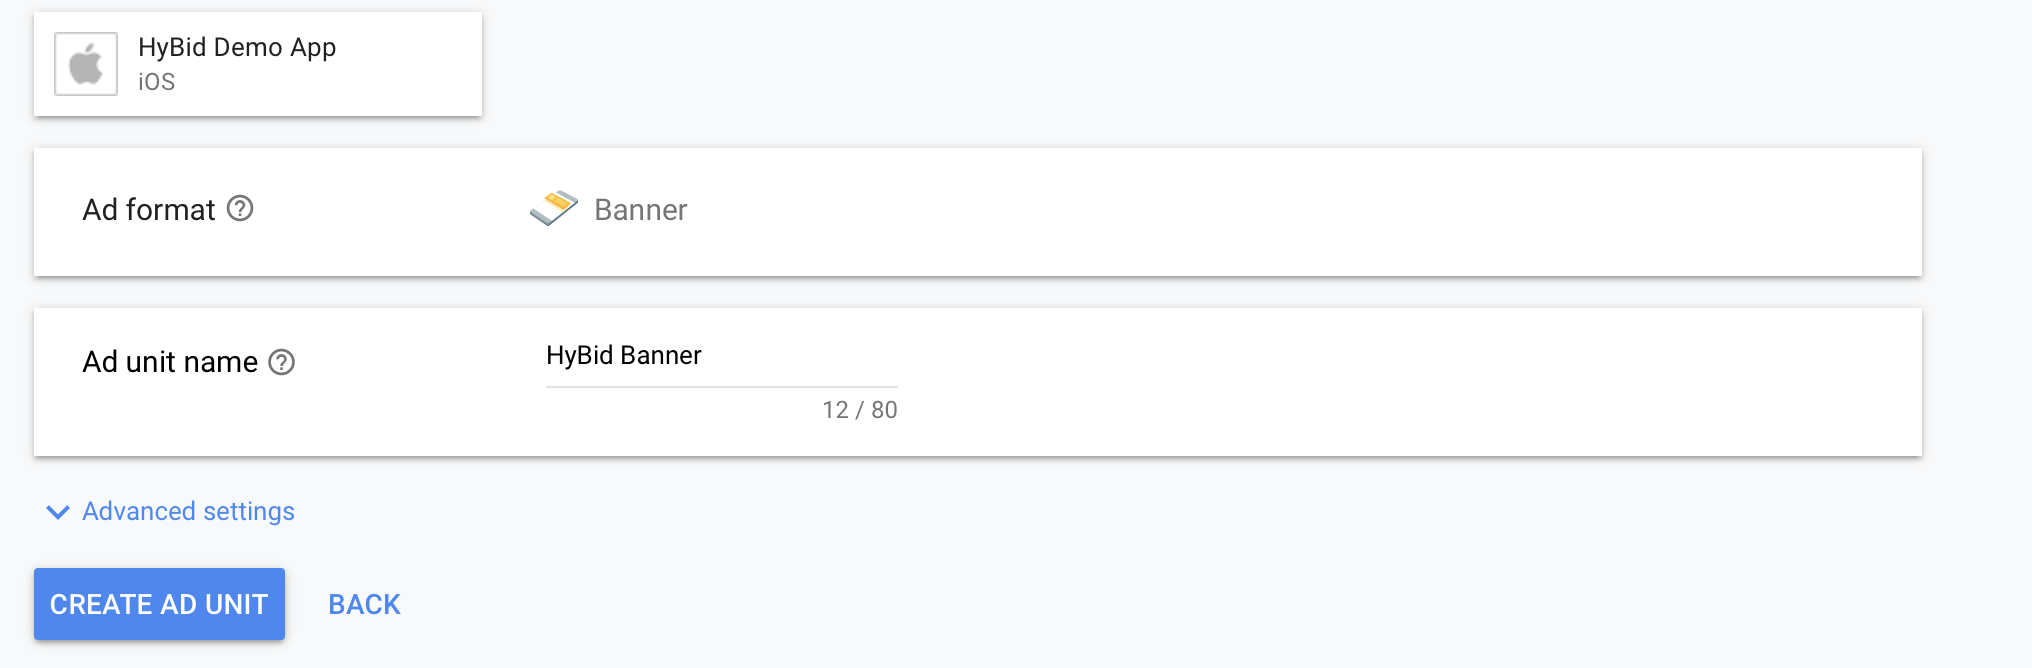 HyBid Demo App
iOS
Ad format
Banner
Ad unit name
HyBid Banner
12 / 80
Advanced settings
CREATE AD UNIT
BACK